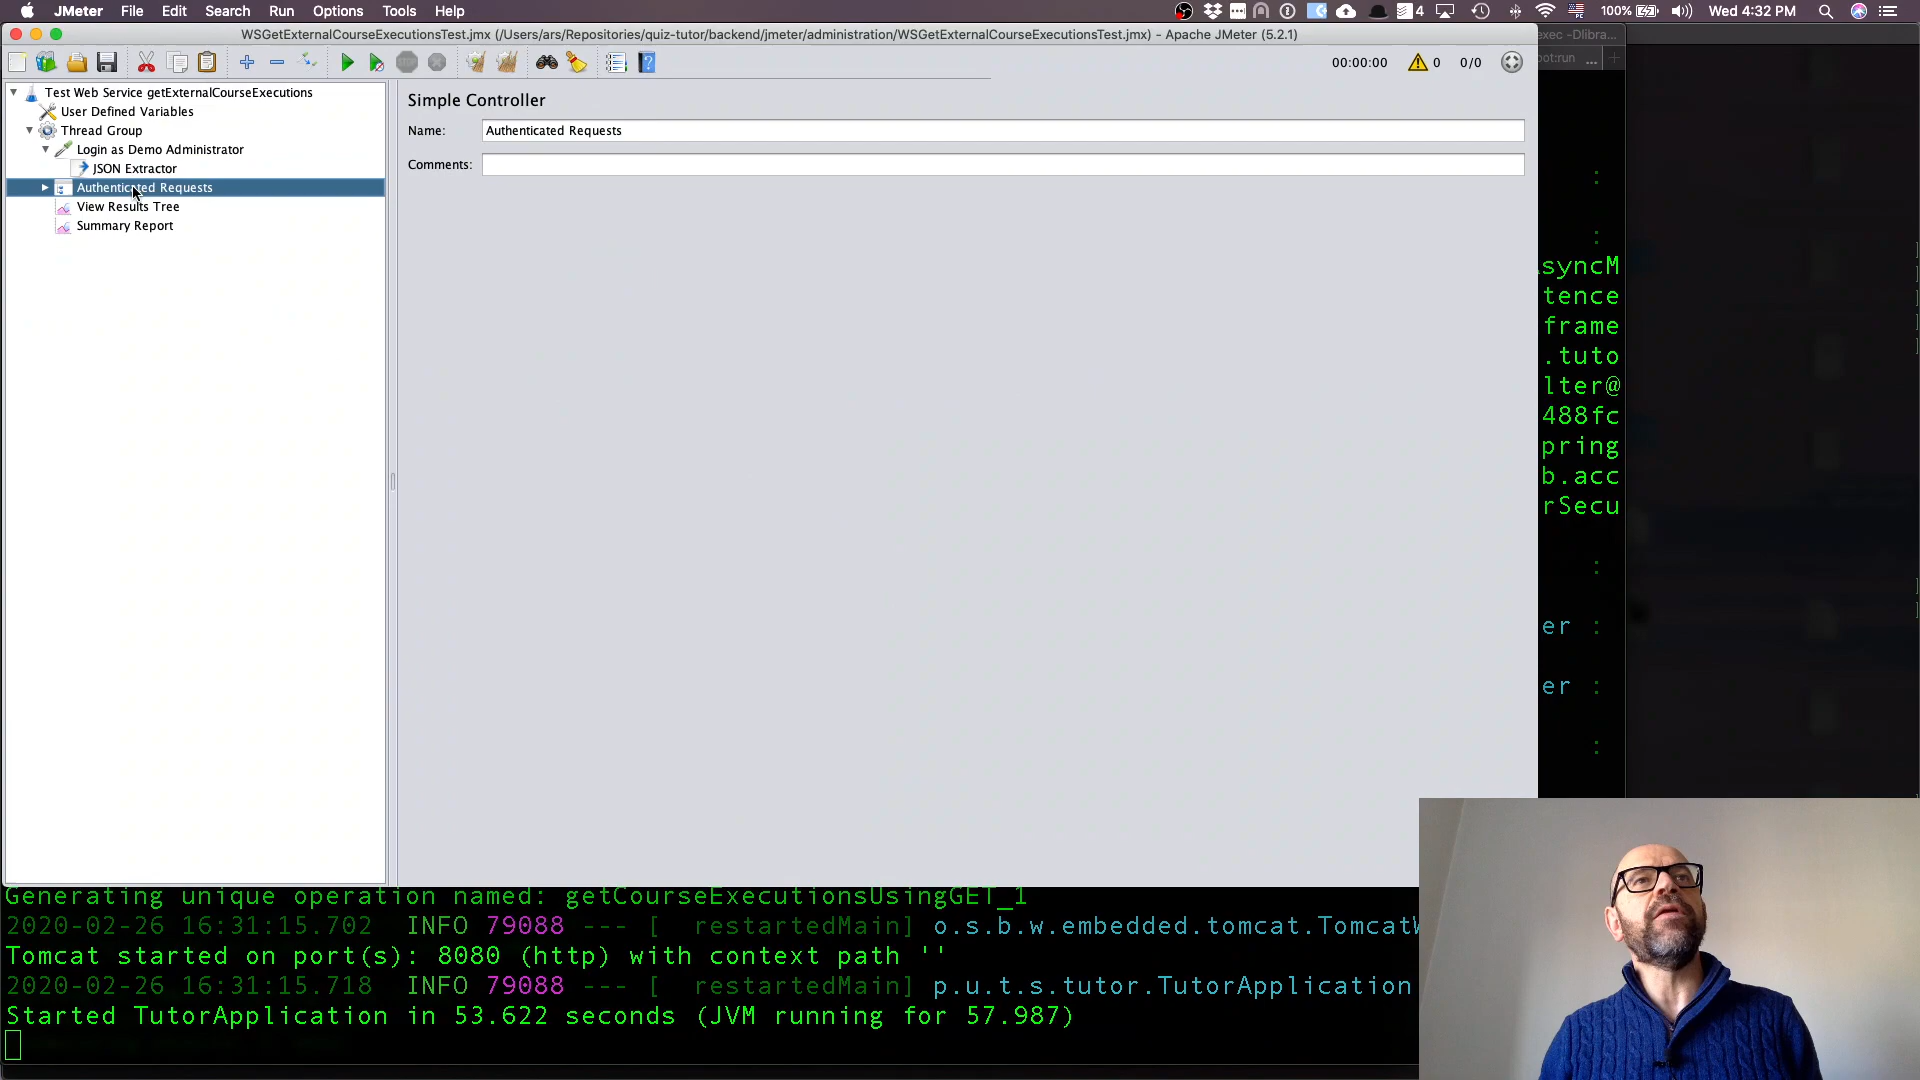 JMeter File Edit Search Run Options Tools Help
4 100% Wed 4:32 PM
WSGetExternalCourseExecutionsTest.jmx (/Users/ars/Repositories/quiz-tutor/backend/jmeter/administration/WSGetExternalCourseExecutionsTest.jmx) - Apache JMeter (5.2.1)
exec -Dlibra...
00:00:00 0 0/0
ot:run ...
Test Web Service getExternalCourseExecutions
User Defined Variables
Thread Group
Login as Demo Administrator
JSON Extractor
Authenticated Requests
View Results Tree
Summary Report
Simple Controller
Name: Authenticated Requests
Comments:
:
:
syncM
tence
frame
.tuto
lter@
488fc
pring
b.acc
rSecu
:
er :
er :
:
Generating unique operation named: getCourseExecutionsUsingGET_1
2020-02-26 16:31:15.702 INFO 79088 --- [ restartedMain] o.s.b.w.embedded.tomcat.TomcatW
Tomcat started on port(s): 8080 (http) with context path ''
2020-02-26 16:31:15.718 INFO 79088 --- [ restartedMain] p.u.t.s.tutor.TutorApplication
Started TutorApplication in 53.622 seconds (JVM running for 57.987)